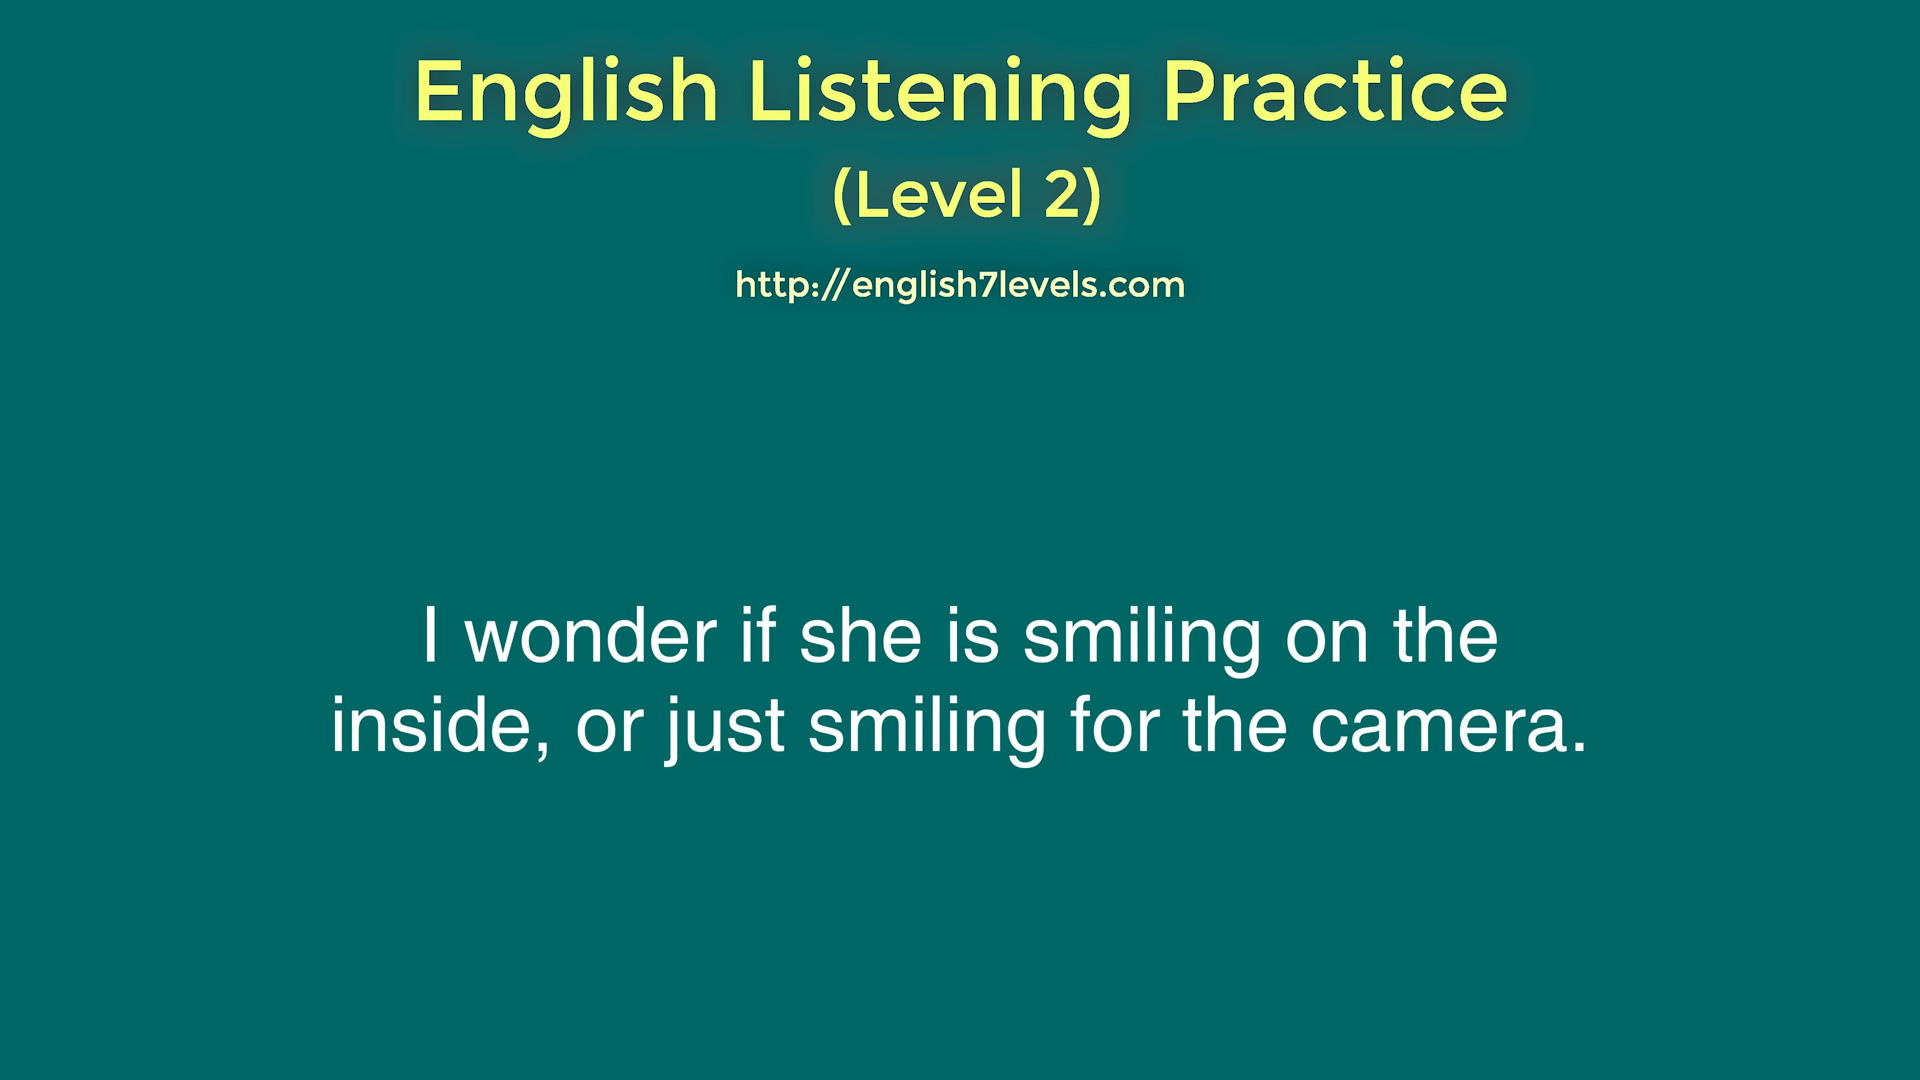 English Listening Practice
(Level 2)
http://english7levels.com
I wonder if she is smiling on the
inside, or just smiling for the camera.